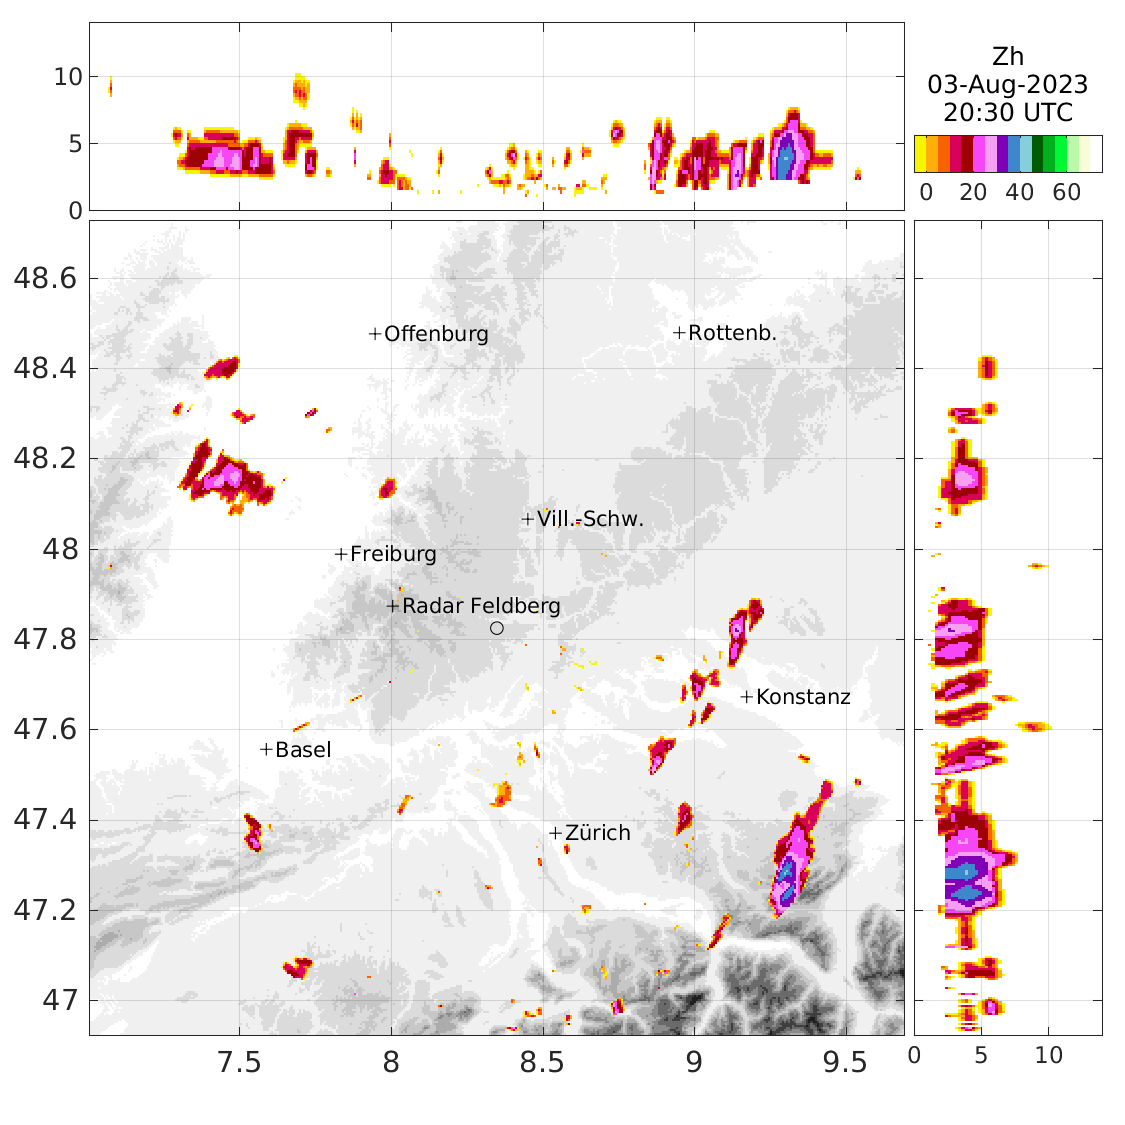 Zh
03-Aug-2023
20:30 UTC
0 20 40 60
10
5
0
48.6
48.4
48.2
48
47.8
47.6
47.4
47.2
47
Offenburg
Rottenb.
Vill.-Schw.
Freiburg
Radar Feldberg
Konstanz
Basel
Zürich
7.5 8 8.5 9 9.5
0 5 10